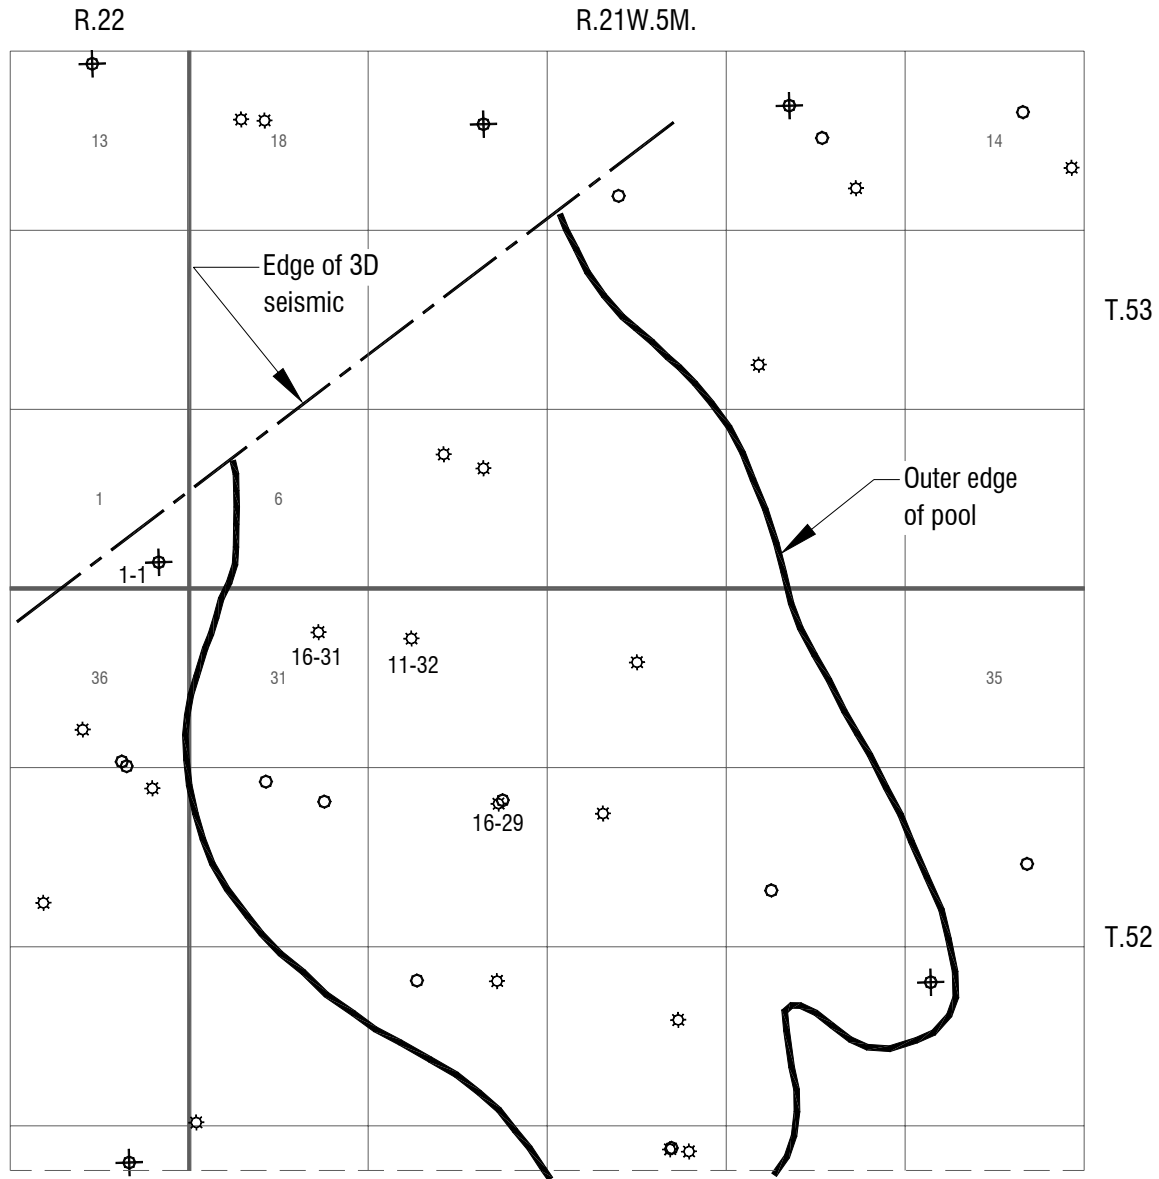 R.22
R.21W.5M.
13
18
14
Edge of 3D
seismic
T.53
1
6
Outer edge
of pool
1-1
16-31
11-32
36
31
35
16-29
T.52